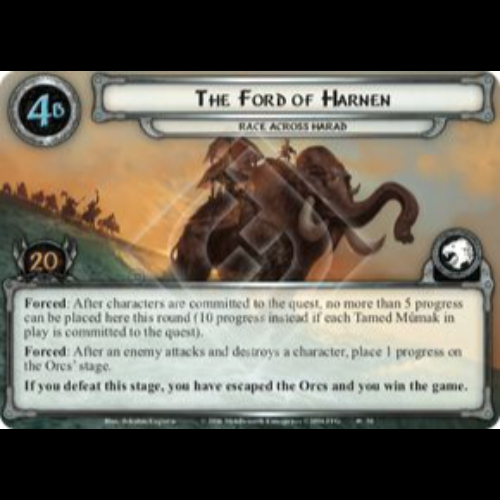 4B
THE FORD OF HARNEN
RACE ACROSS HARAD
20
Forced: After characters are committed to the quest, no more than 5 progress
can be placed here this round (10 progress instead if each Tamed Mûmak in
play is committed to the quest).
Forced: After an enemy attacks and destroys a character, place 1 progress on
the Orcs' stage.
If you defeat this stage, you have escaped the Orcs and you win the game.